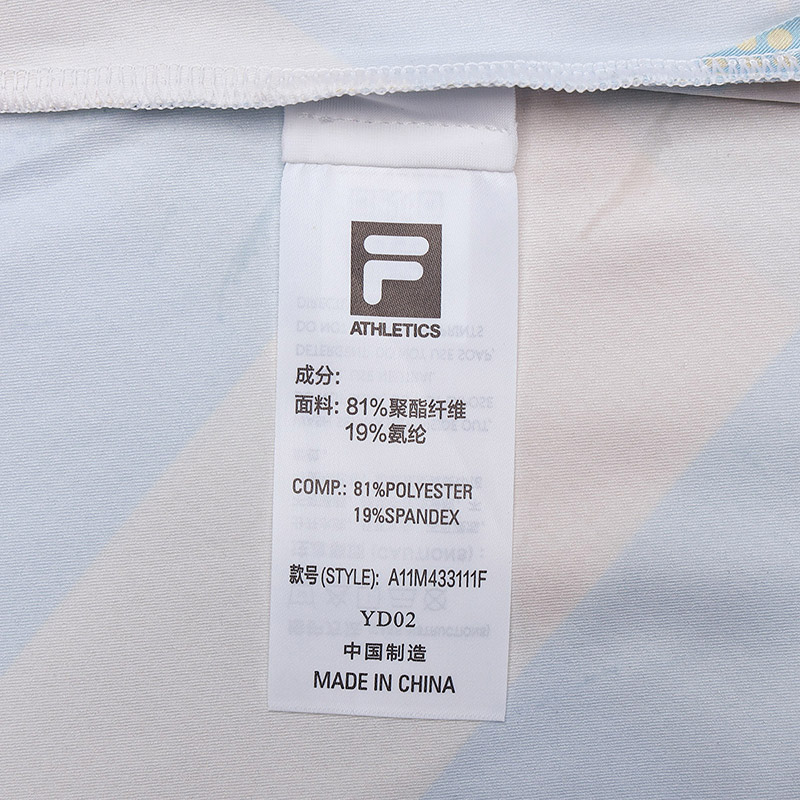 F
ATHLETICS
成分:
面料: 81%聚酯纤维
19%氨纶
COMP.: 81%POLYESTER
19%SPANDEX
款号(STYLE): A11M433111F
YD02
中国制造
MADE IN CHINA